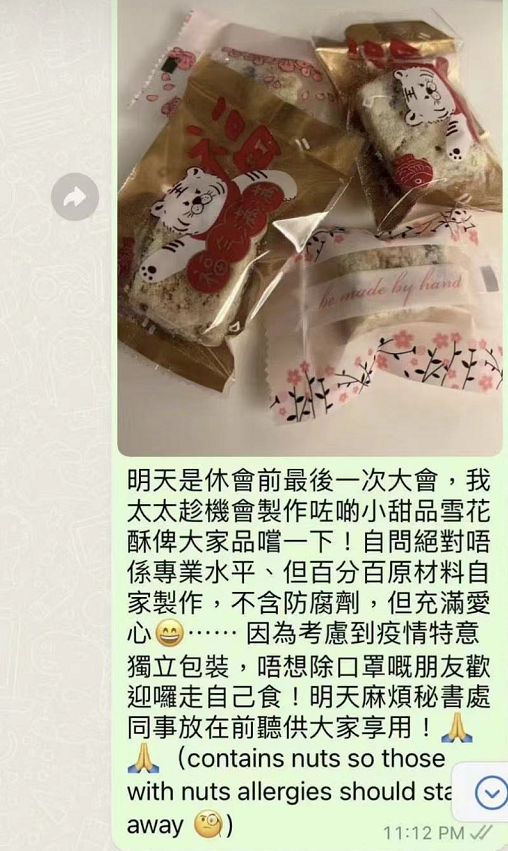 福
福
滿
be made by hand
明天是休會前最後一次大會，我
太太趁機會製作咗啲小甜品雪花
酥俾大家品嚐一下！自問絕對唔
係專業水平、但百分百原材料自
家製作，不含防腐劑，但充滿愛
心😄⋯⋯ 因為考慮到疫情特意
獨立包裝，唔想除口罩嘅朋友歡
迎囉走自己食！明天麻煩秘書處
同事放在前聽供大家享用！🙏
🙏（contains nuts so those
with nuts allergies should sta
away 🧐)
11:12 PM